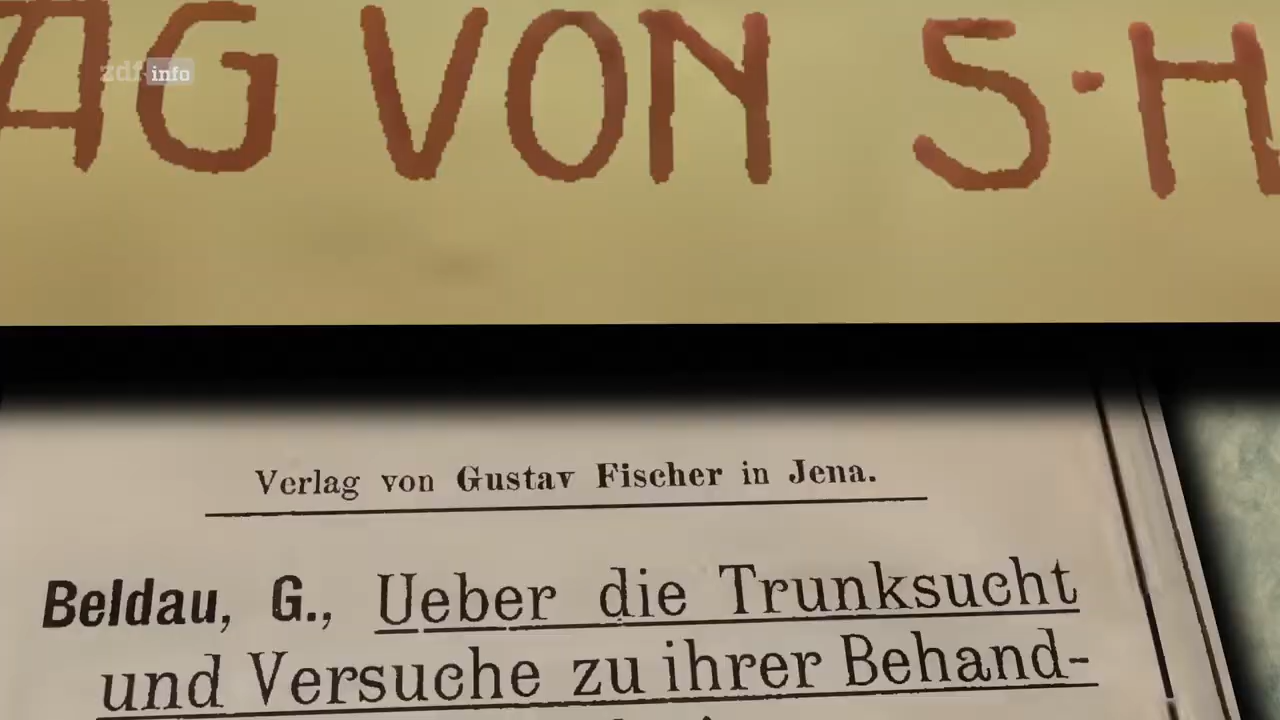 AG VON S·H
zdf info
Verlag von Gustav Fischer in Jena.
Beldau, G., Ueber die Trunksucht
und Versuche zu ihrer Behand-